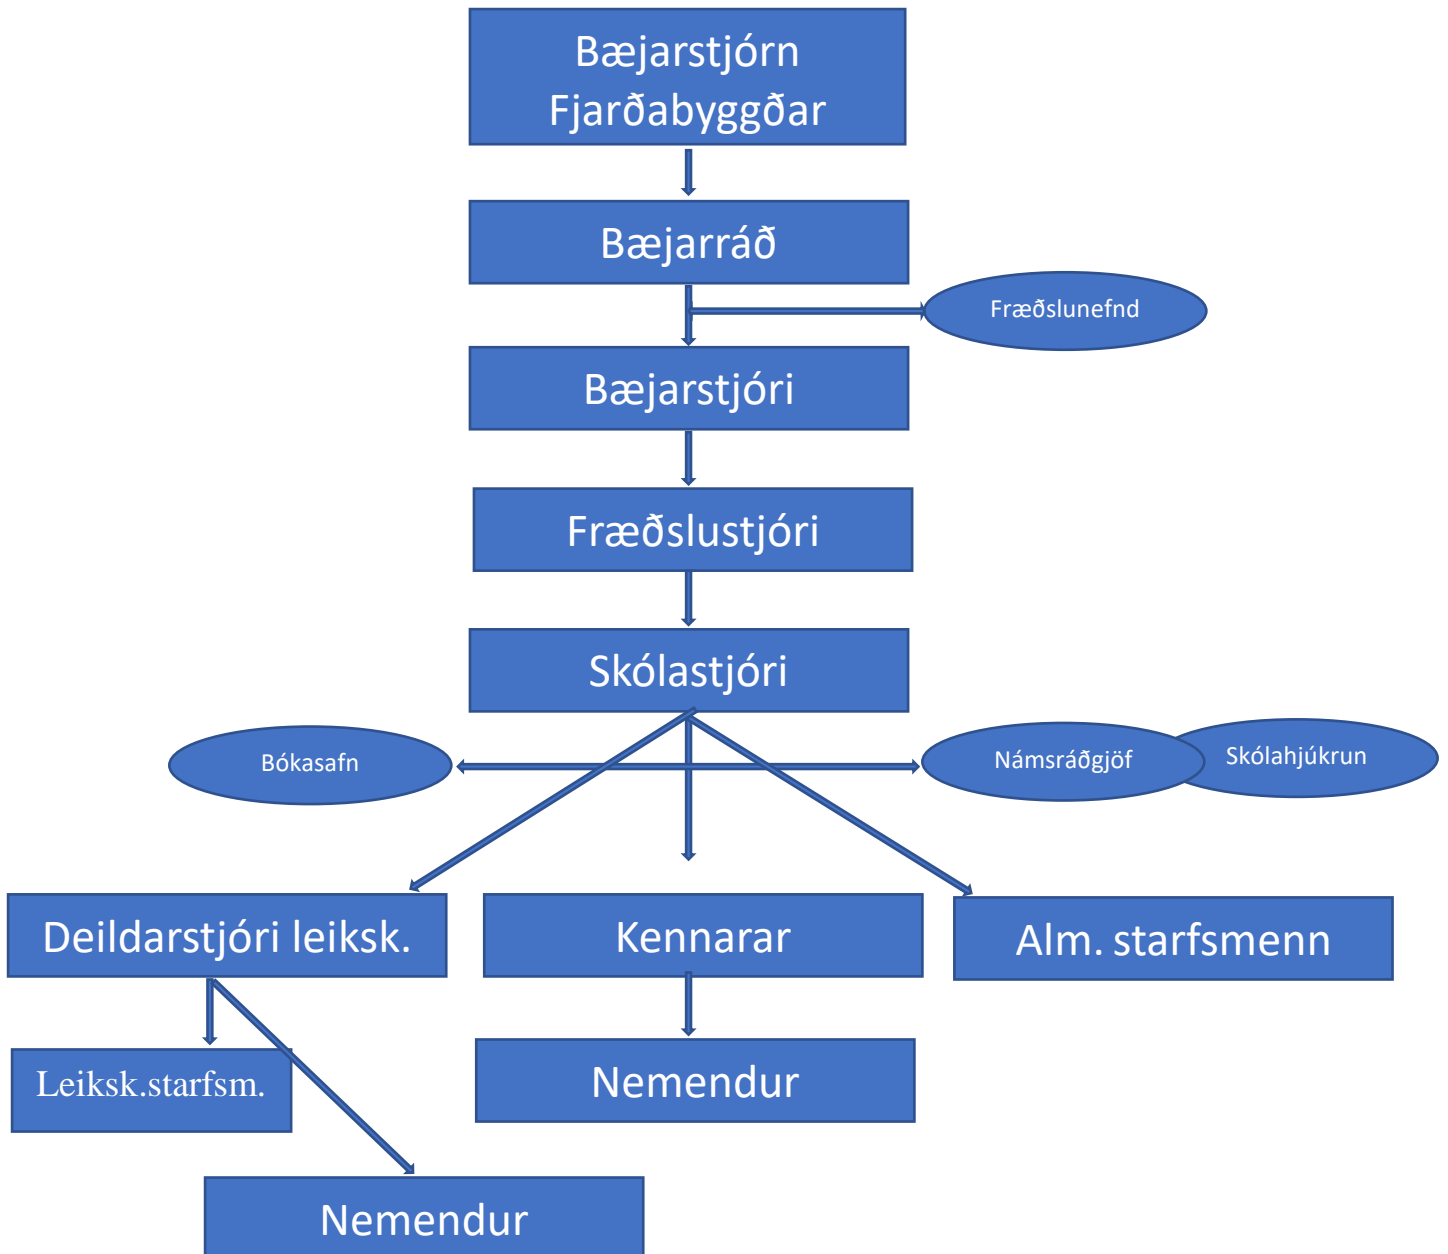 Bæjarstjórn
Fjarðabyggðar
Bæjarráð
Fræðslunefnd
Bæjarstjóri
Fræðslustjóri
Skólastjóri
Bókasafn
Námsráðgjöf
Skólahjúkrun
Deildarstjóri leiksk.
Kennarar
Alm. starfsmenn
Leiksk.starfsm.
Nemendur
Nemendur